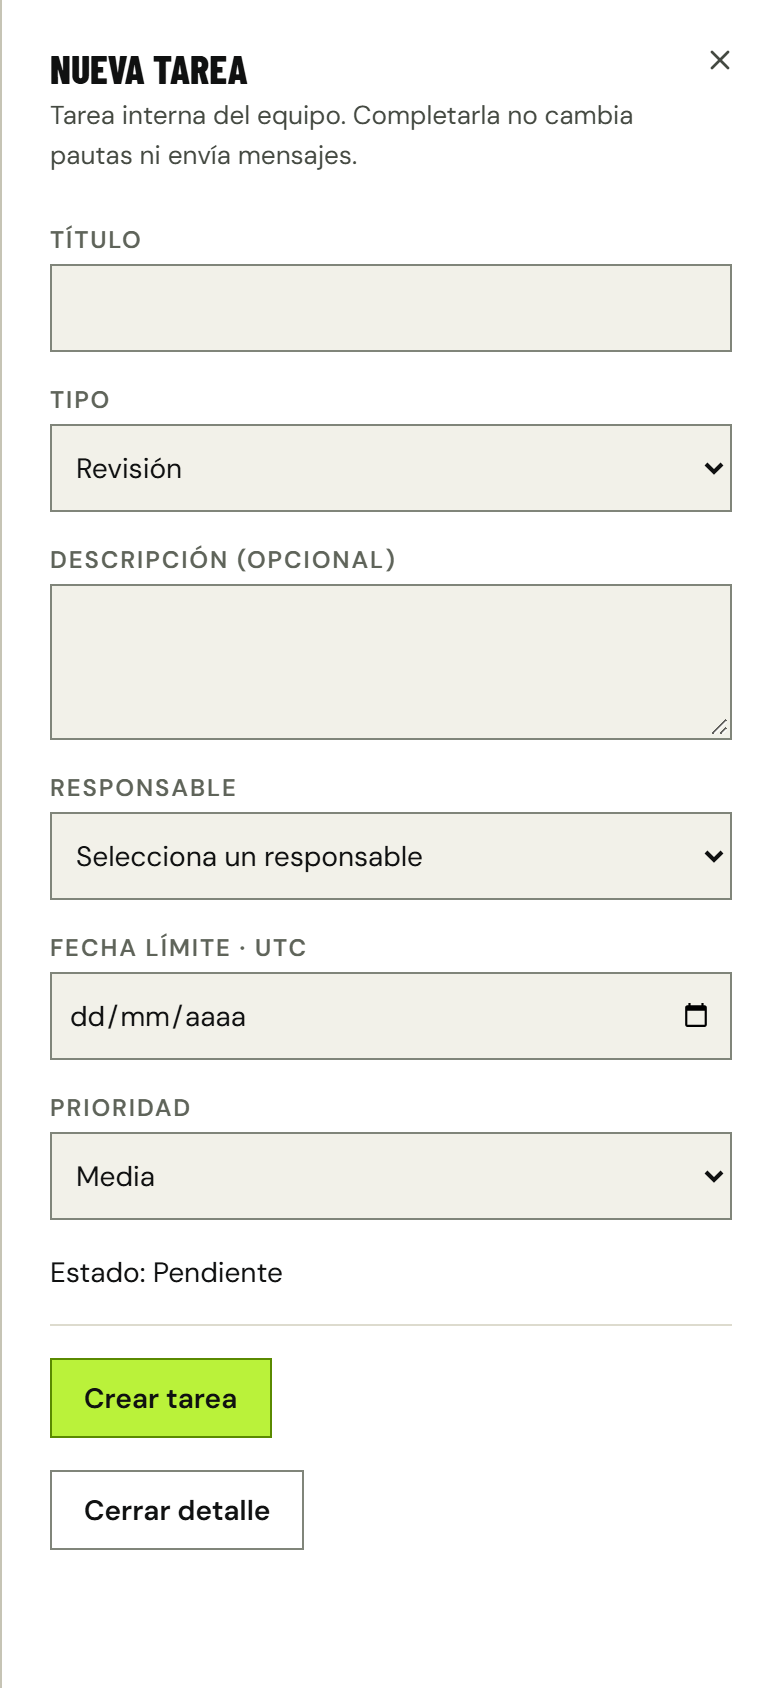 NUEVA TAREA
Tarea interna del equipo. Completarla no cambia
pautas ni envía mensajes.
TÍTULO
TIPO
Revisión
DESCRIPCIÓN (OPCIONAL)
RESPONSABLE
Selecciona un responsable
FECHA LÍMITE · UTC
dd/mm/aaaa
PRIORIDAD
Media
Estado: Pendiente
Crear tarea
Cerrar detalle